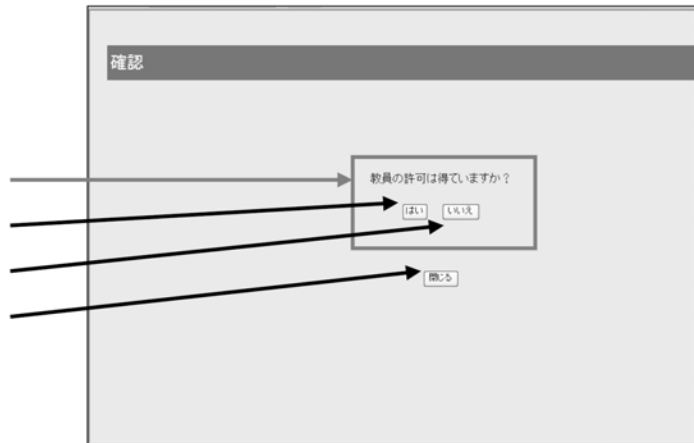 確認
教員の許可は得ていますか？
はい いいえ
閉じる